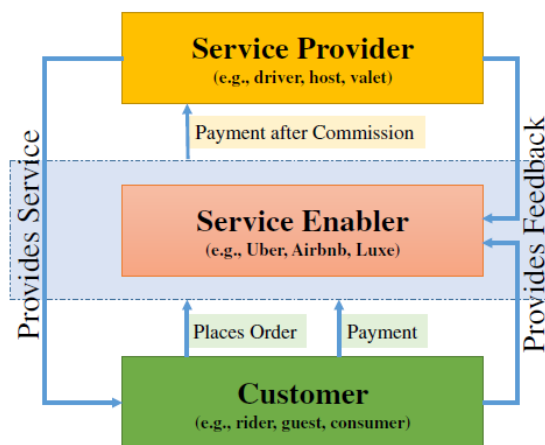 Service Provider
(e.g., driver, host, valet)
Payment after Commission
Provides Service
Provides Feedback
Service Enabler
(e.g., Uber, Airbnb, Luxe)
Places Order
Payment
Customer
(e.g., rider, guest, consumer)